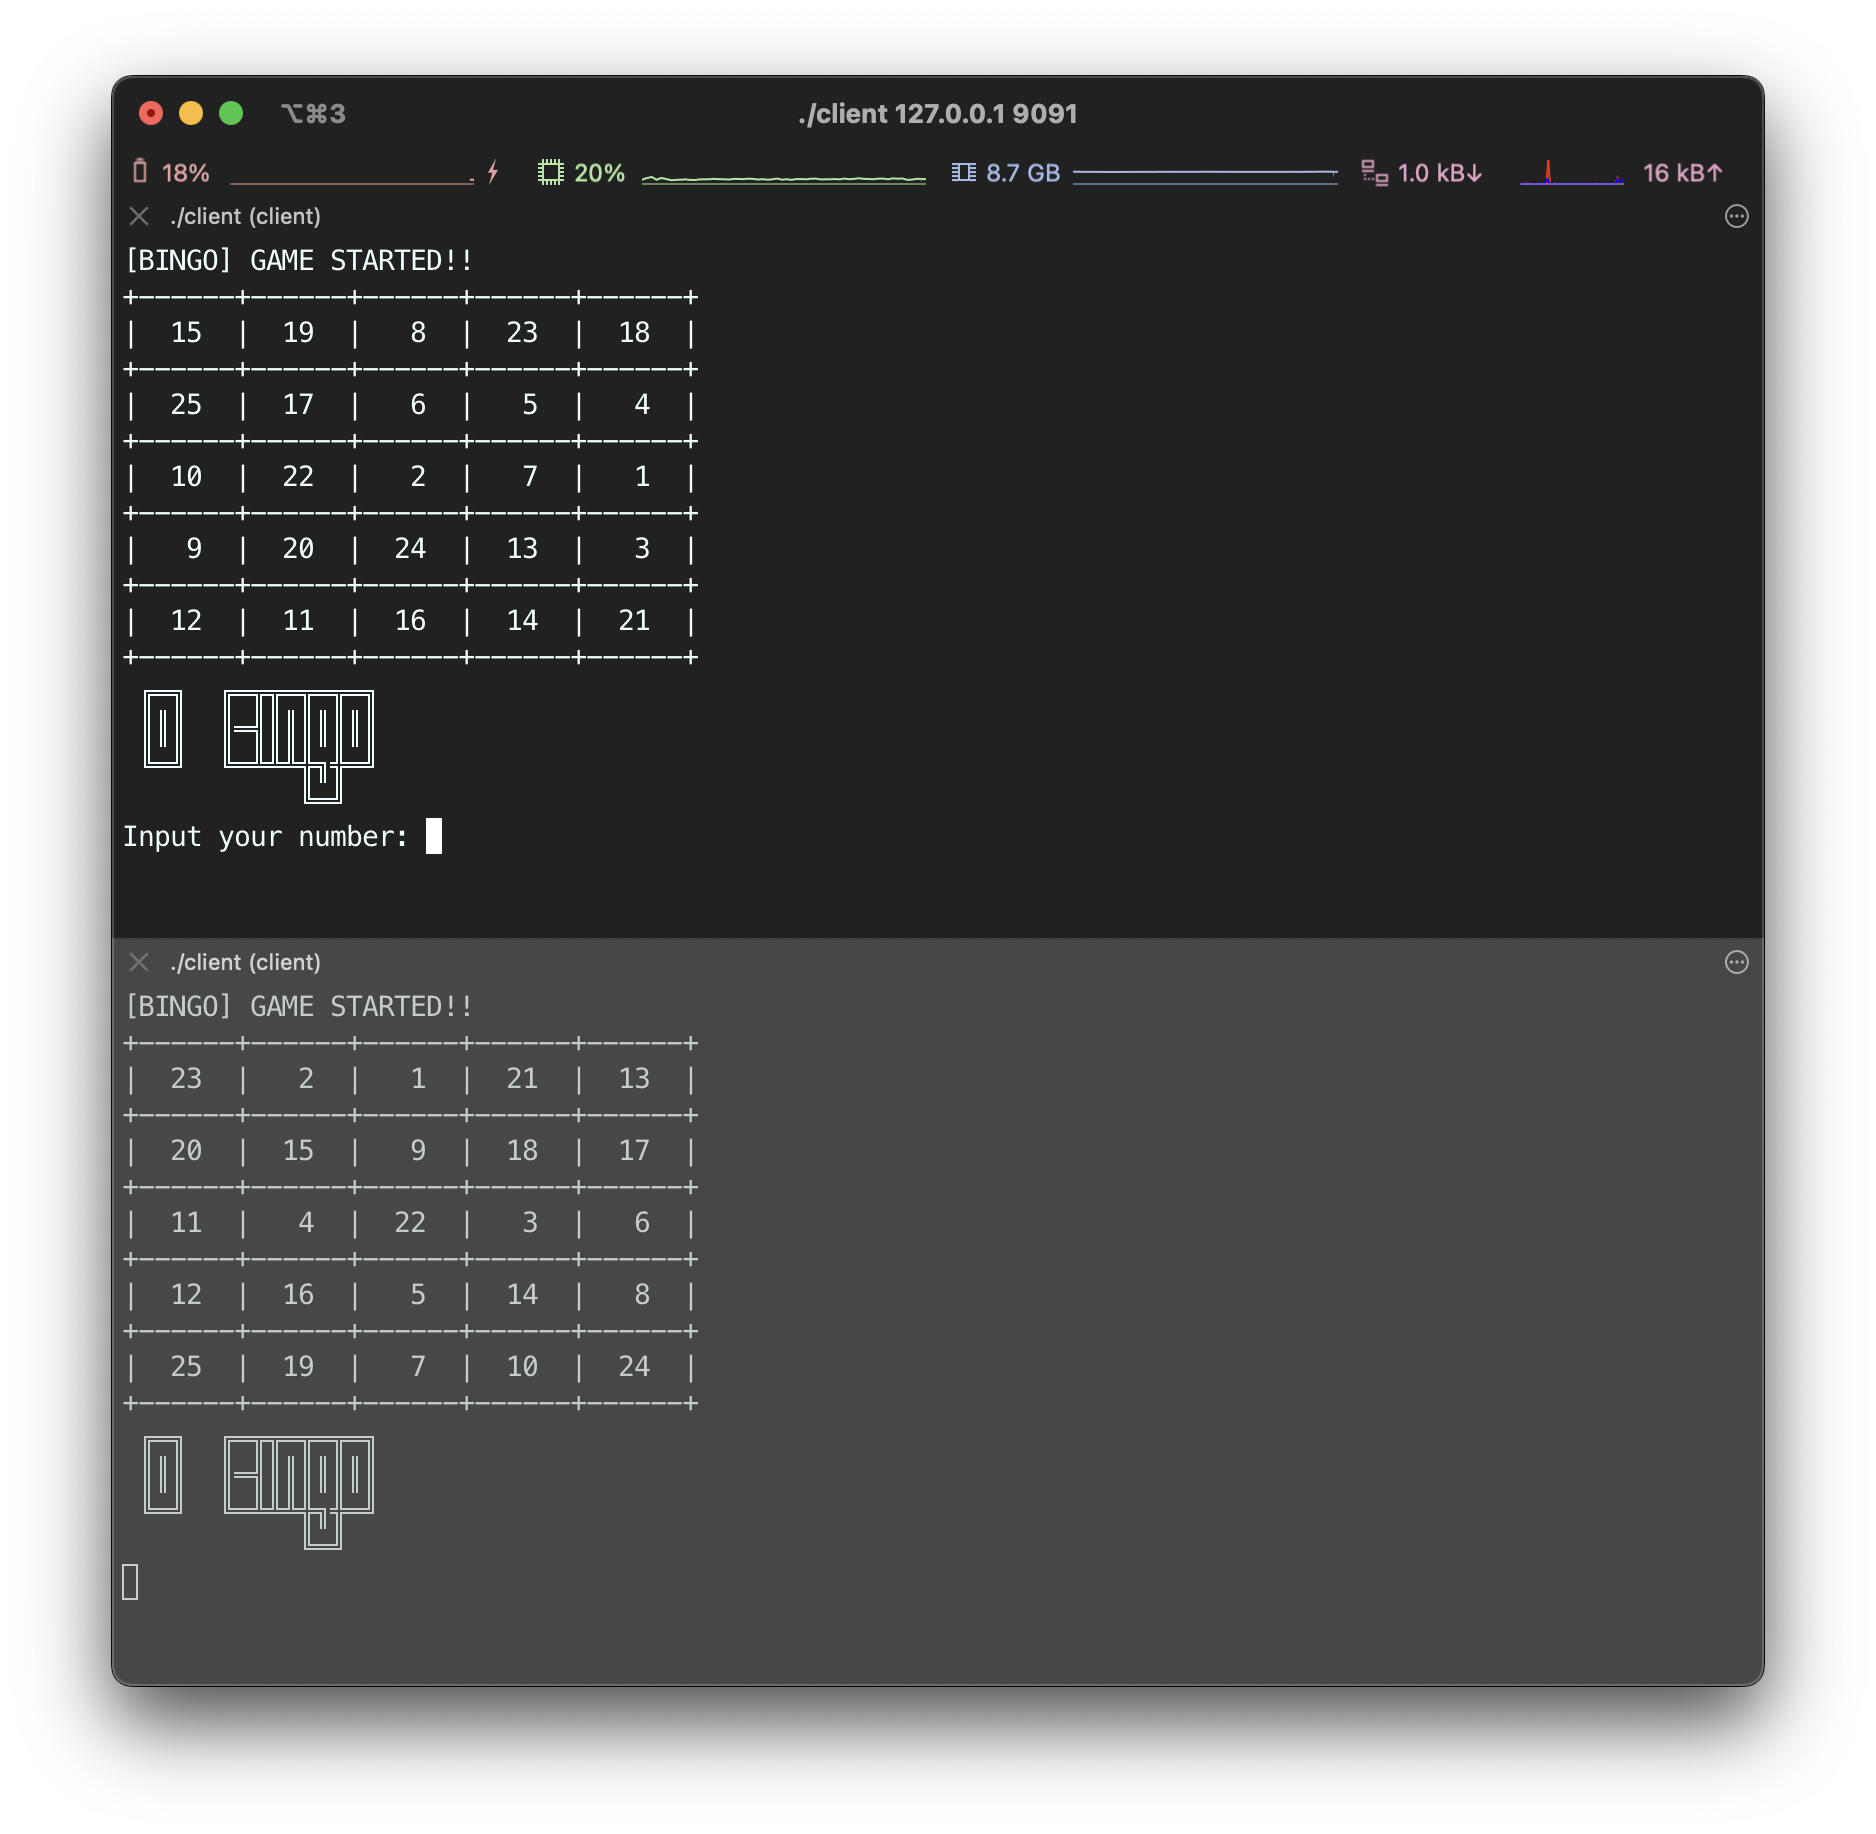 ⌥⌘3 ./client 127.0.0.1 9091
18% 20% 8.7 GB 1.0 kB↓ 16 kB↑
./client (client)
[BINGO] GAME STARTED!!
+------+------+------+------+------+
|  15  |  19  |   8  |  23  |  18  |
+------+------+------+------+------+
|  25  |  17  |   6  |   5  |   4  |
+------+------+------+------+------+
|  10  |  22  |   2  |   7  |   1  |
+------+------+------+------+------+
|   9  |  20  |  24  |  13  |   3  |
+------+------+------+------+------+
|  12  |  11  |  16  |  14  |  21  |
+------+------+------+------+------+
0 BINGO
Input your number:
./client (client)
[BINGO] GAME STARTED!!
+------+------+------+------+------+
|  23  |   2  |   1  |  21  |  13  |
+------+------+------+------+------+
|  20  |  15  |   9  |  18  |  17  |
+------+------+------+------+------+
|  11  |   4  |  22  |   3  |   6  |
+------+------+------+------+------+
|  12  |  16  |   5  |  14  |   8  |
+------+------+------+------+------+
|  25  |  19  |   7  |  10  |  24  |
+------+------+------+------+------+
0 BINGO